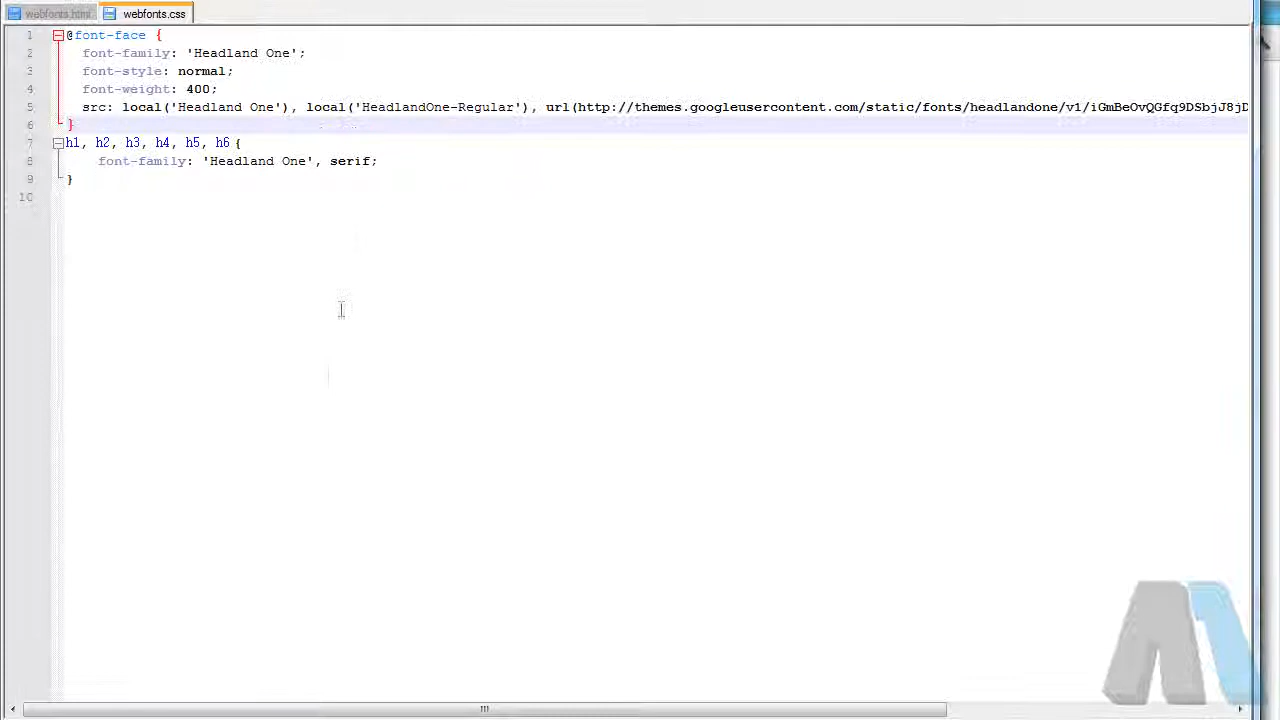 webfonts.html webfonts.css
1 @font-face {
2 font-family: 'Headland One';
3 font-style: normal;
4 font-weight: 400;
5 src: local('Headland One'), local('HeadlandOne-Regular'), url(http://themes.googleusercontent.com/static/fonts/headlandone/v1/iGmBeOvQGfq9DSbjJ8jD
6 }
7 h1, h2, h3, h4, h5, h6 {
8 font-family: 'Headland One', serif;
9 }
10